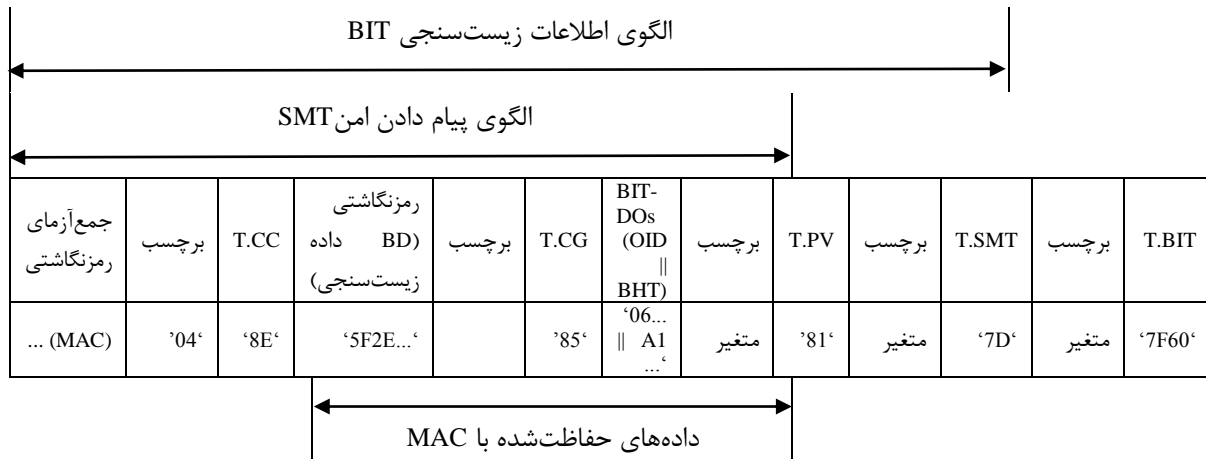 الگوی اطلاعات زیست‌سنجی BIT
الگوی پیام دادن امن SMT
T.BIT
برچسب
T.SMT
برچسب
T.PV
برچسب
BIT-
DOs
(OID
||
BHT)
T.CG
برچسب
رمزنگاشتی
(BD داده
زیست‌سنجی)
T.CC
برچسب
جمع‌آزمای
رمزنگاشتی
‘7F60‘
متغیر
‘7D‘
متغیر
’81‘
متغیر
‘06...
|| A1
...‘
’85‘
‘5F2E...‘
‘8E‘
’04‘
... (MAC)
داده‌های حفاظت‌شده با MAC